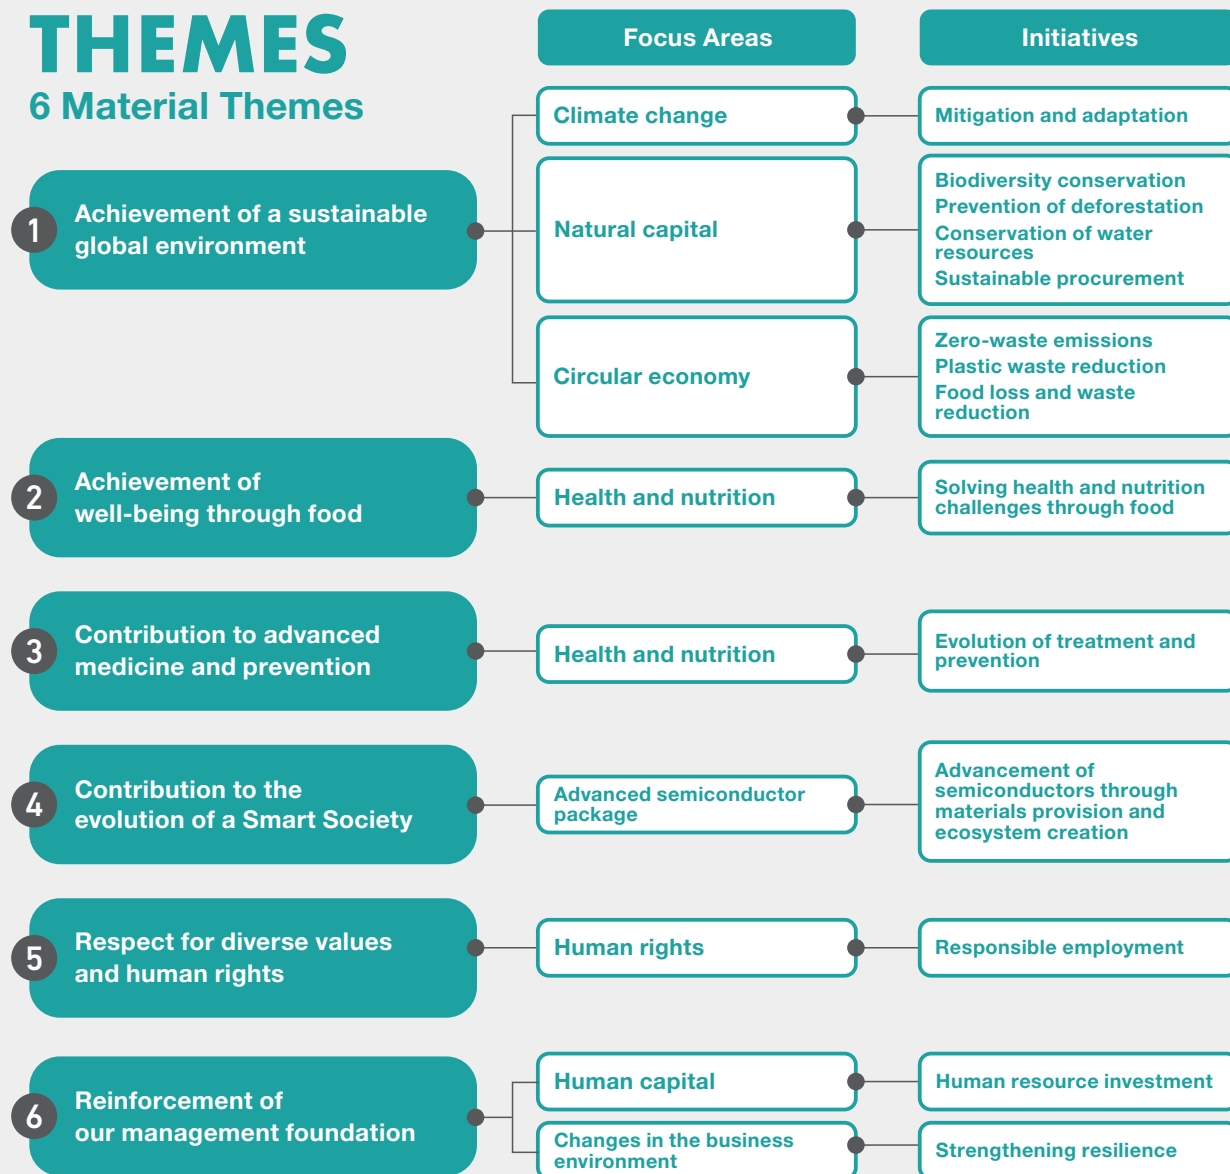 THEMES
6 Material Themes
Focus Areas
Initiatives
1
Achievement of a sustainable
global environment
Climate change
Mitigation and adaptation
Natural capital
Biodiversity conservation
Prevention of deforestation
Conservation of water
resources
Sustainable procurement
Circular economy
Zero-waste emissions
Plastic waste reduction
Food loss and waste
reduction
2
Achievement of
well-being through food
Health and nutrition
Solving health and nutrition
challenges through food
3
Contribution to advanced
medicine and prevention
Health and nutrition
Evolution of treatment and
prevention
4
Contribution to the
evolution of a Smart Society
Advanced semiconductor
package
Advancement of
semiconductors through
materials provision and
ecosystem creation
5
Respect for diverse values
and human rights
Human rights
Responsible employment
6
Reinforcement of
our management foundation
Human capital
Human resource investment
Changes in the business
environment
Strengthening resilience